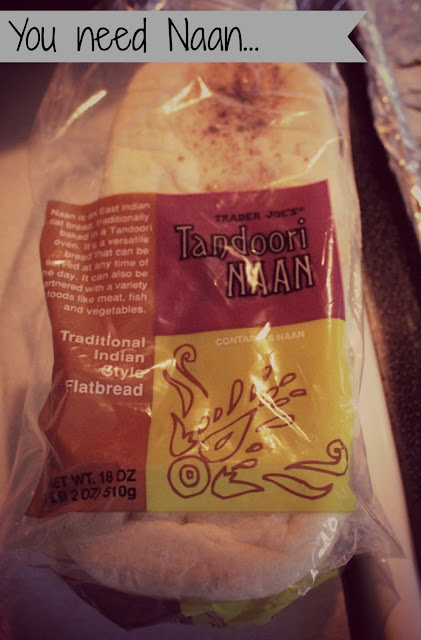 You need Naan...
Naan is an East Indian
flat bread, traditionally
baked in a Tandoori
oven. It's a versatile
bread that can be
served at any time of
the day. It can also be
partnered with a variety
foods like meat, fish
and vegetables.
Traditional
Indian
Style
Flatbread
NET WT. 18 OZ
1 LB 2 OZ/510g
TRADER JOE'S®
Tandoori
NAAN
NAAN